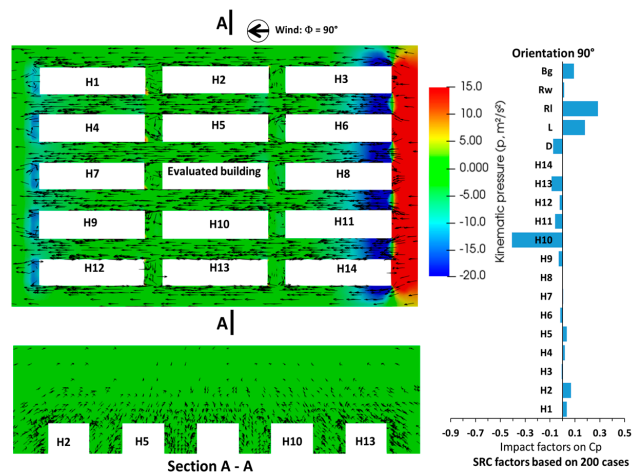 A
Wind: Φ = 90°
H1
H2
H3
H4
H5
H6
H7
Evaluated building
H8
H9
H10
H11
H12
H13
H14
A
15.0
10.0
5.0
0.000
-5.0
-10.0
-15.0
-20.0
Kinematic pressure (p, m²/s²)
H2
H5
H10
H13
Section A - A
Orientation 90°
Bg
Rw
Rl
L
D
H14
H13
H12
H11
H10
H9
H8
H7
H6
H5
H4
H3
H2
H1
-0.9 -0.7 -0.5 -0.3 -0.1 0.1 0.3 0.5
Impact factors on Cp
SRC factors based on 200 cases